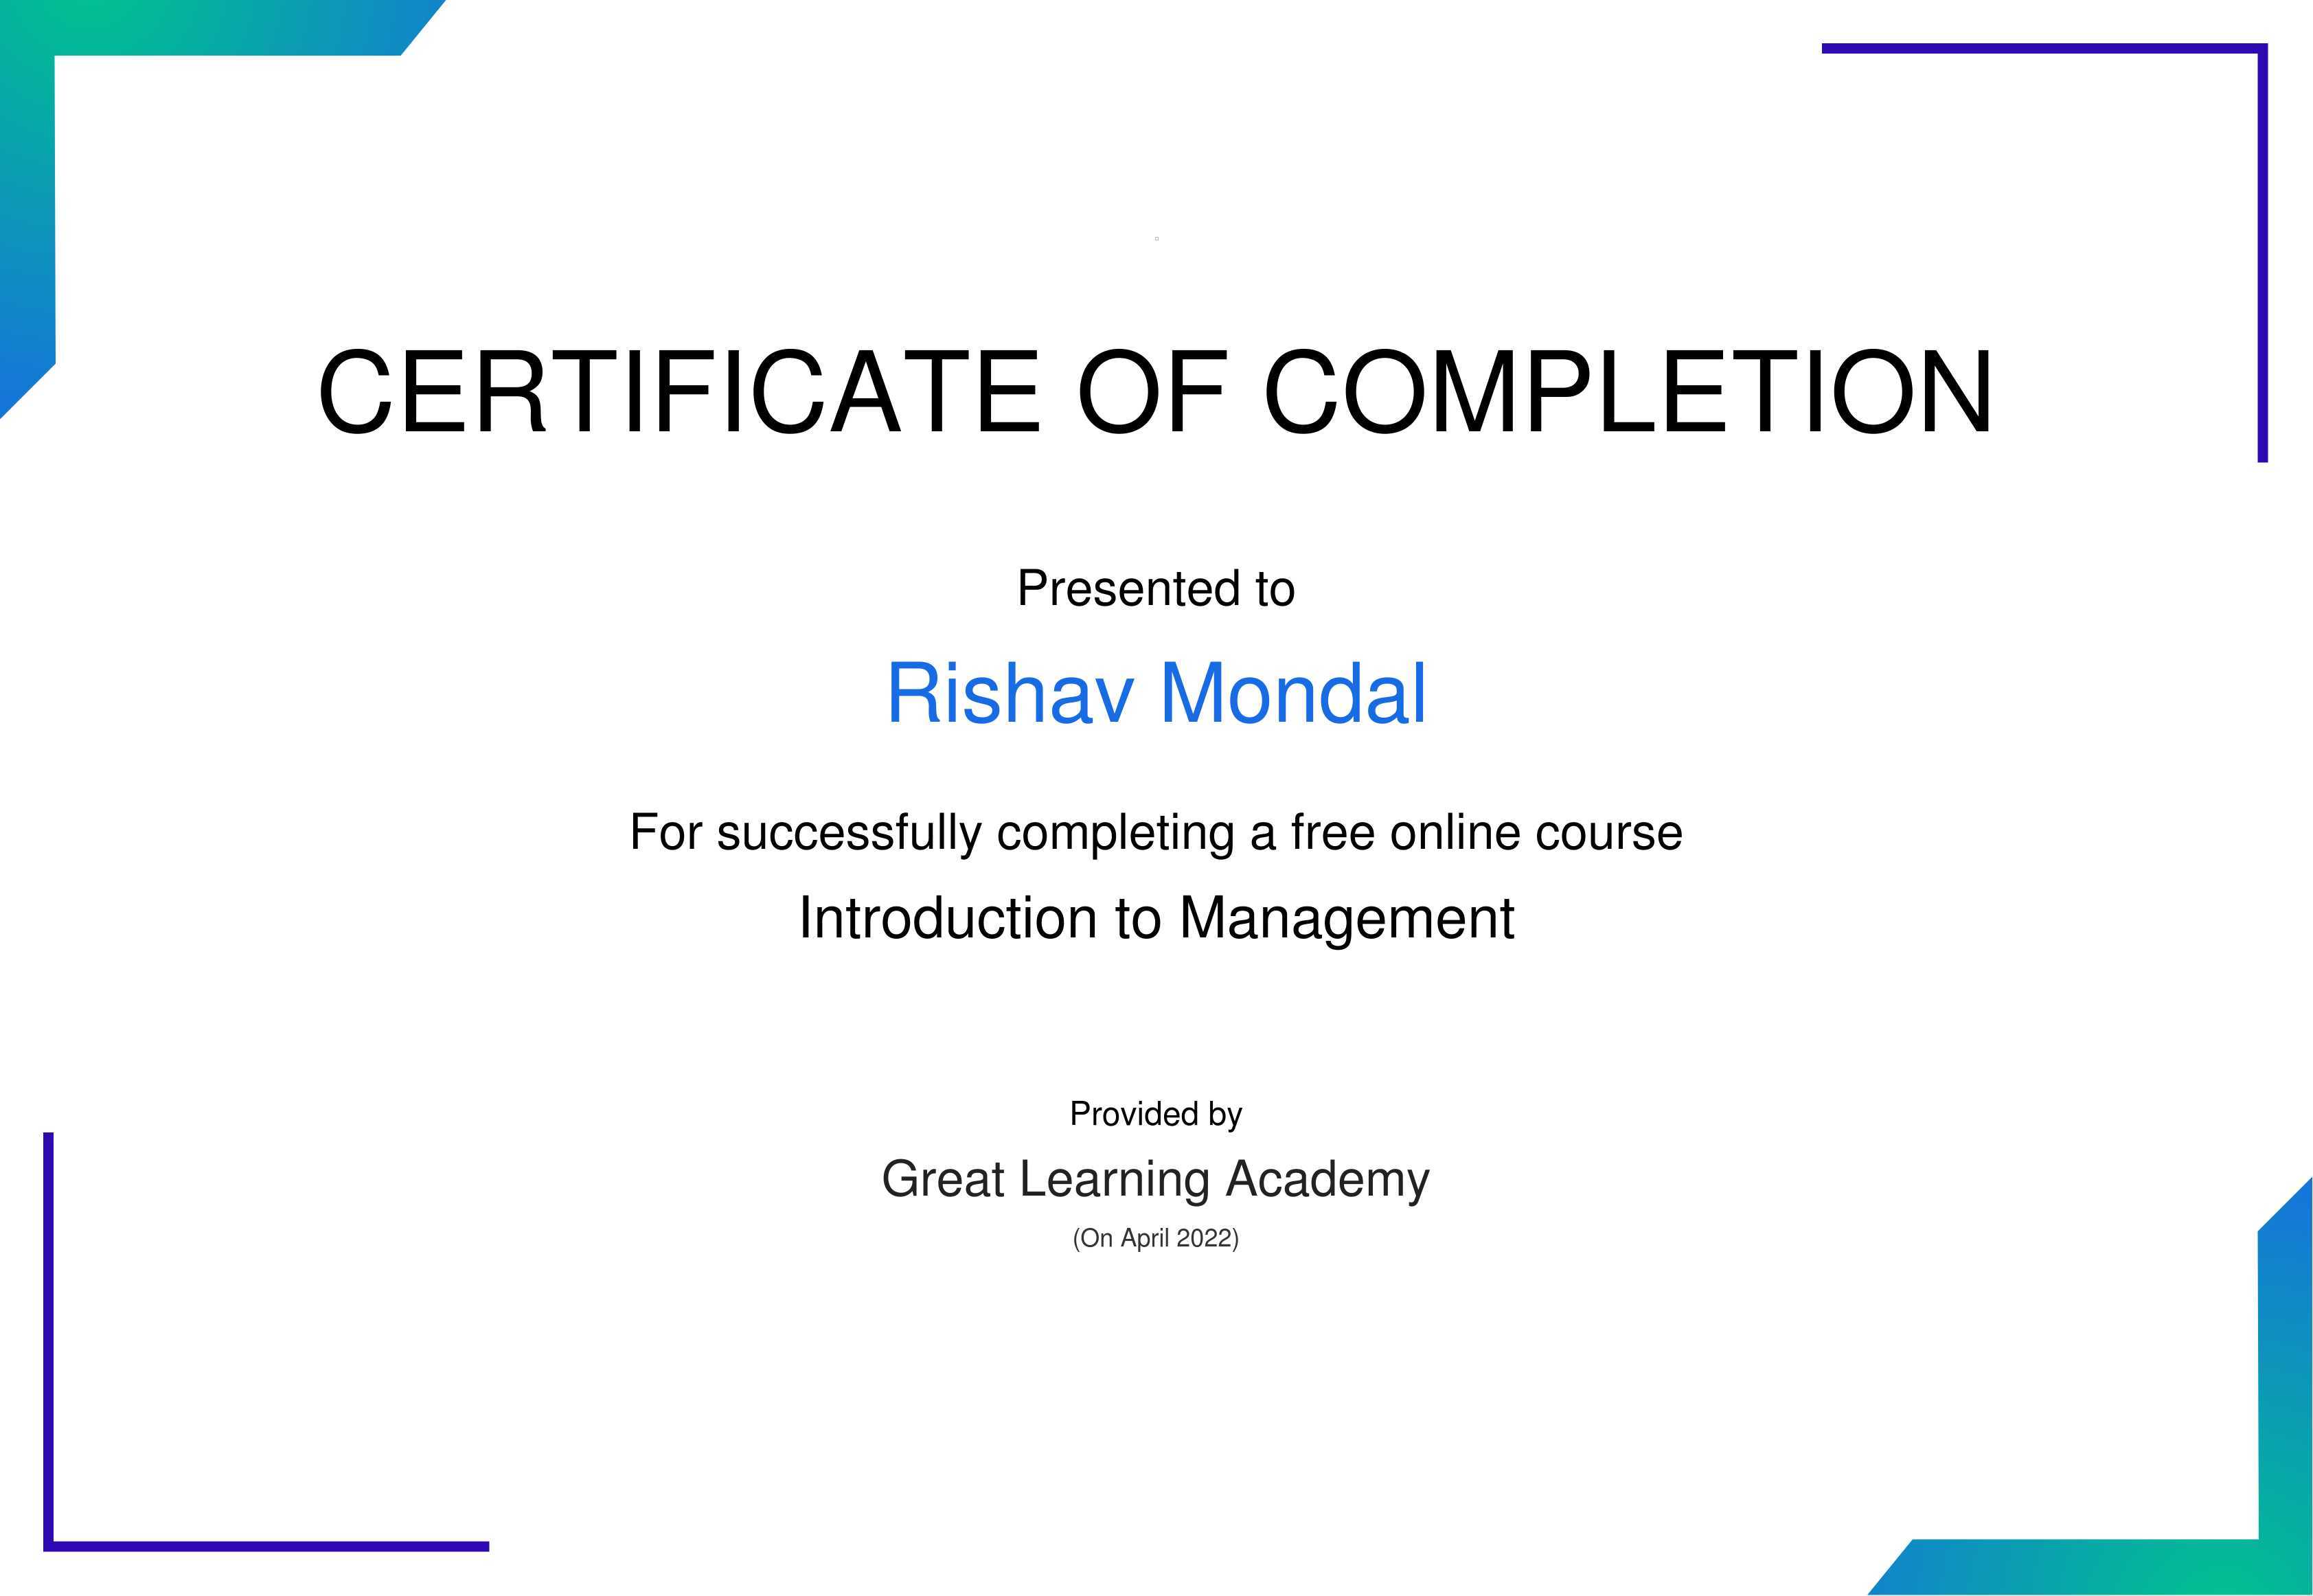 CERTIFICATE OF COMPLETION
Presented to
Rishav Mondal
For successfully completing a free online course
Introduction to Management
Provided by
Great Learning Academy
(On April 2022)